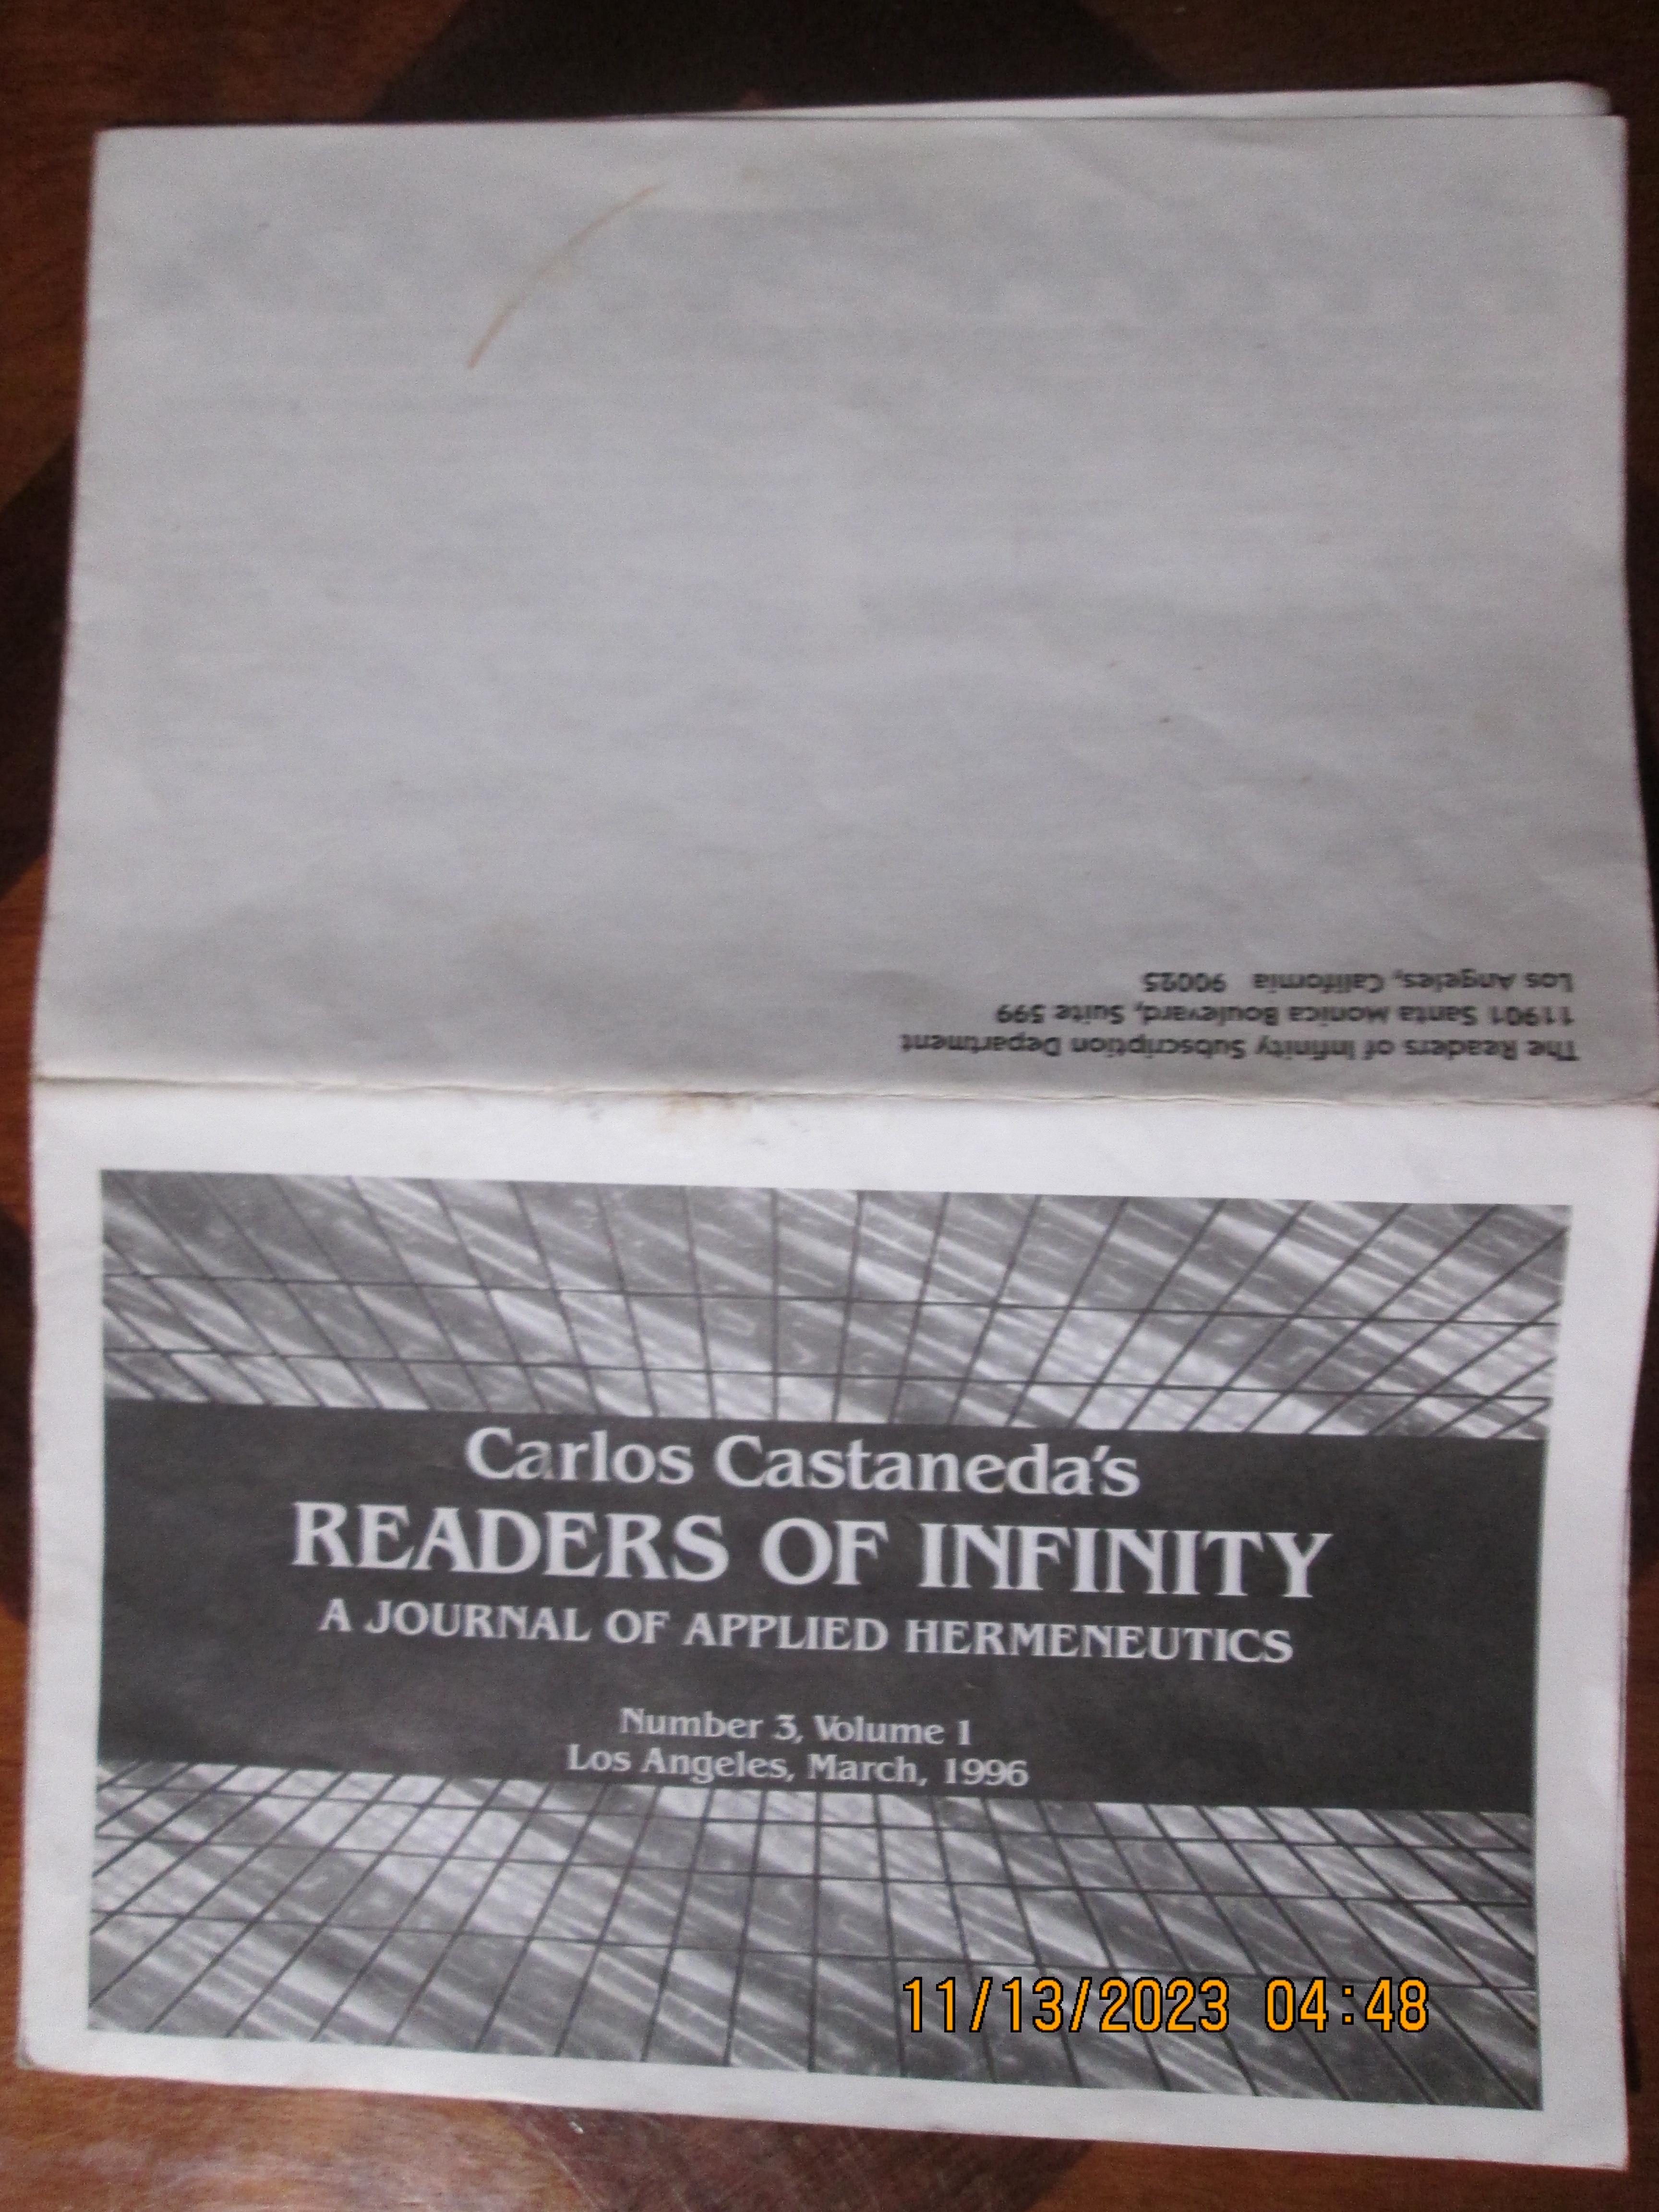 The Readers of Infinity Subscription Department
11901 Santa Monica Boulevard, Suite 599
Los Angeles, California 90025
Carlos Castaneda's
READERS OF INFINITY
A JOURNAL OF APPLIED HERMENEUTICS
Number 3, Volume 1
Los Angeles, March, 1996
11/13/2023 04:48